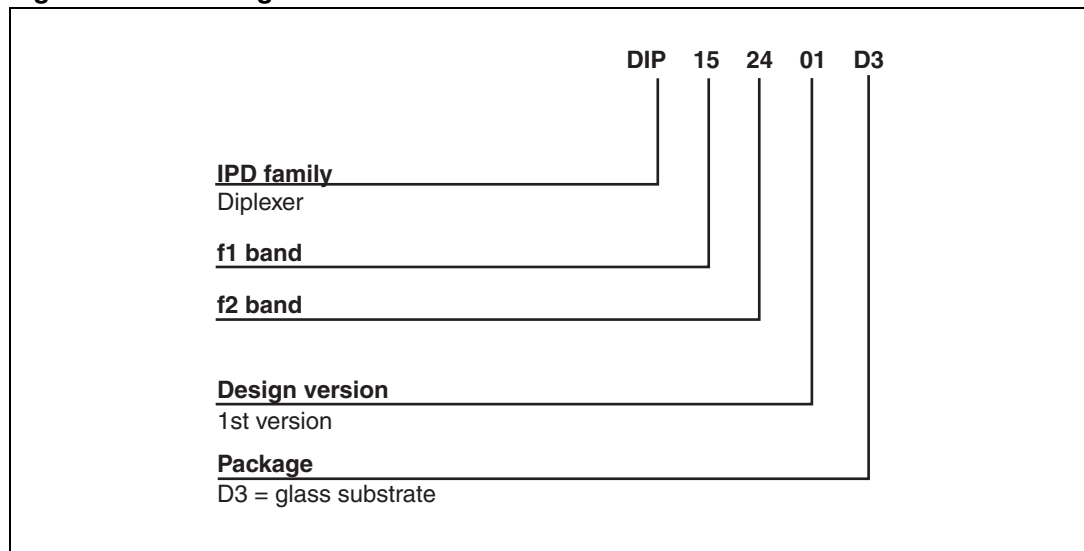 DIP 15 24 01 D3
IPD family
Diplexer
f1 band
f2 band
Design version
1st version
Package
D3 = glass substrate